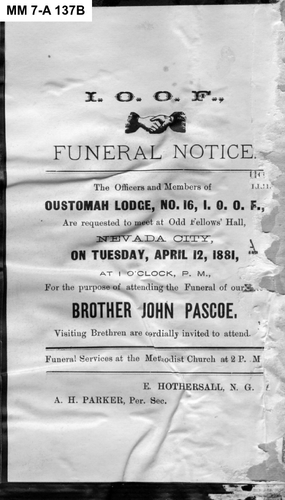 MM 7-A 137B
I. O. O. F.,
FUNERAL NOTICE.
The Officers and Members of
OUSTOMAH LODGE, NO. 16, I. O. O. F.,
Are requested to meet at Odd Fellows' Hall,
NEVADA CITY,
ON TUESDAY, APRIL 12, 1881,
AT 1 O'CLOCK, P. M.,
For the purpose of attending the Funeral of our
BROTHER JOHN PASCOE.
Visiting Brethren are cordially invited to attend.
Funeral Services at the Methodist Church at 2 P. M
E. HOTHERSALL, N. G.
A. H. PARKER, Per. Sec.